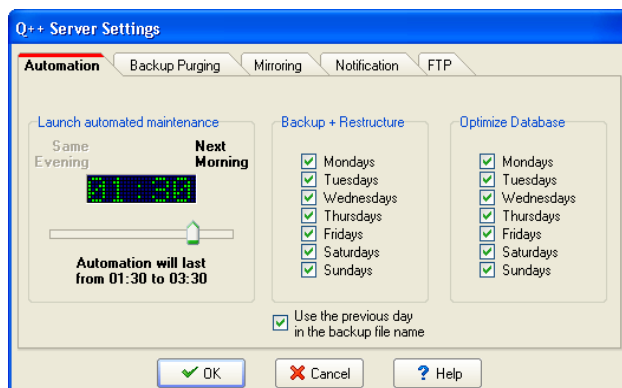 Q++ Server Settings
Automation
Backup Purging
Mirroring
Notification
FTP
Launch automated maintenance
Same Evening
Next Morning
01:30
Automation will last
from 01:30 to 03:30
Backup + Restructure
Mondays
Tuesdays
Wednesdays
Thursdays
Fridays
Saturdays
Sundays
Use the previous day
in the backup file name
Optimize Database
Mondays
Tuesdays
Wednesdays
Thursdays
Fridays
Saturdays
Sundays
OK
Cancel
? Help